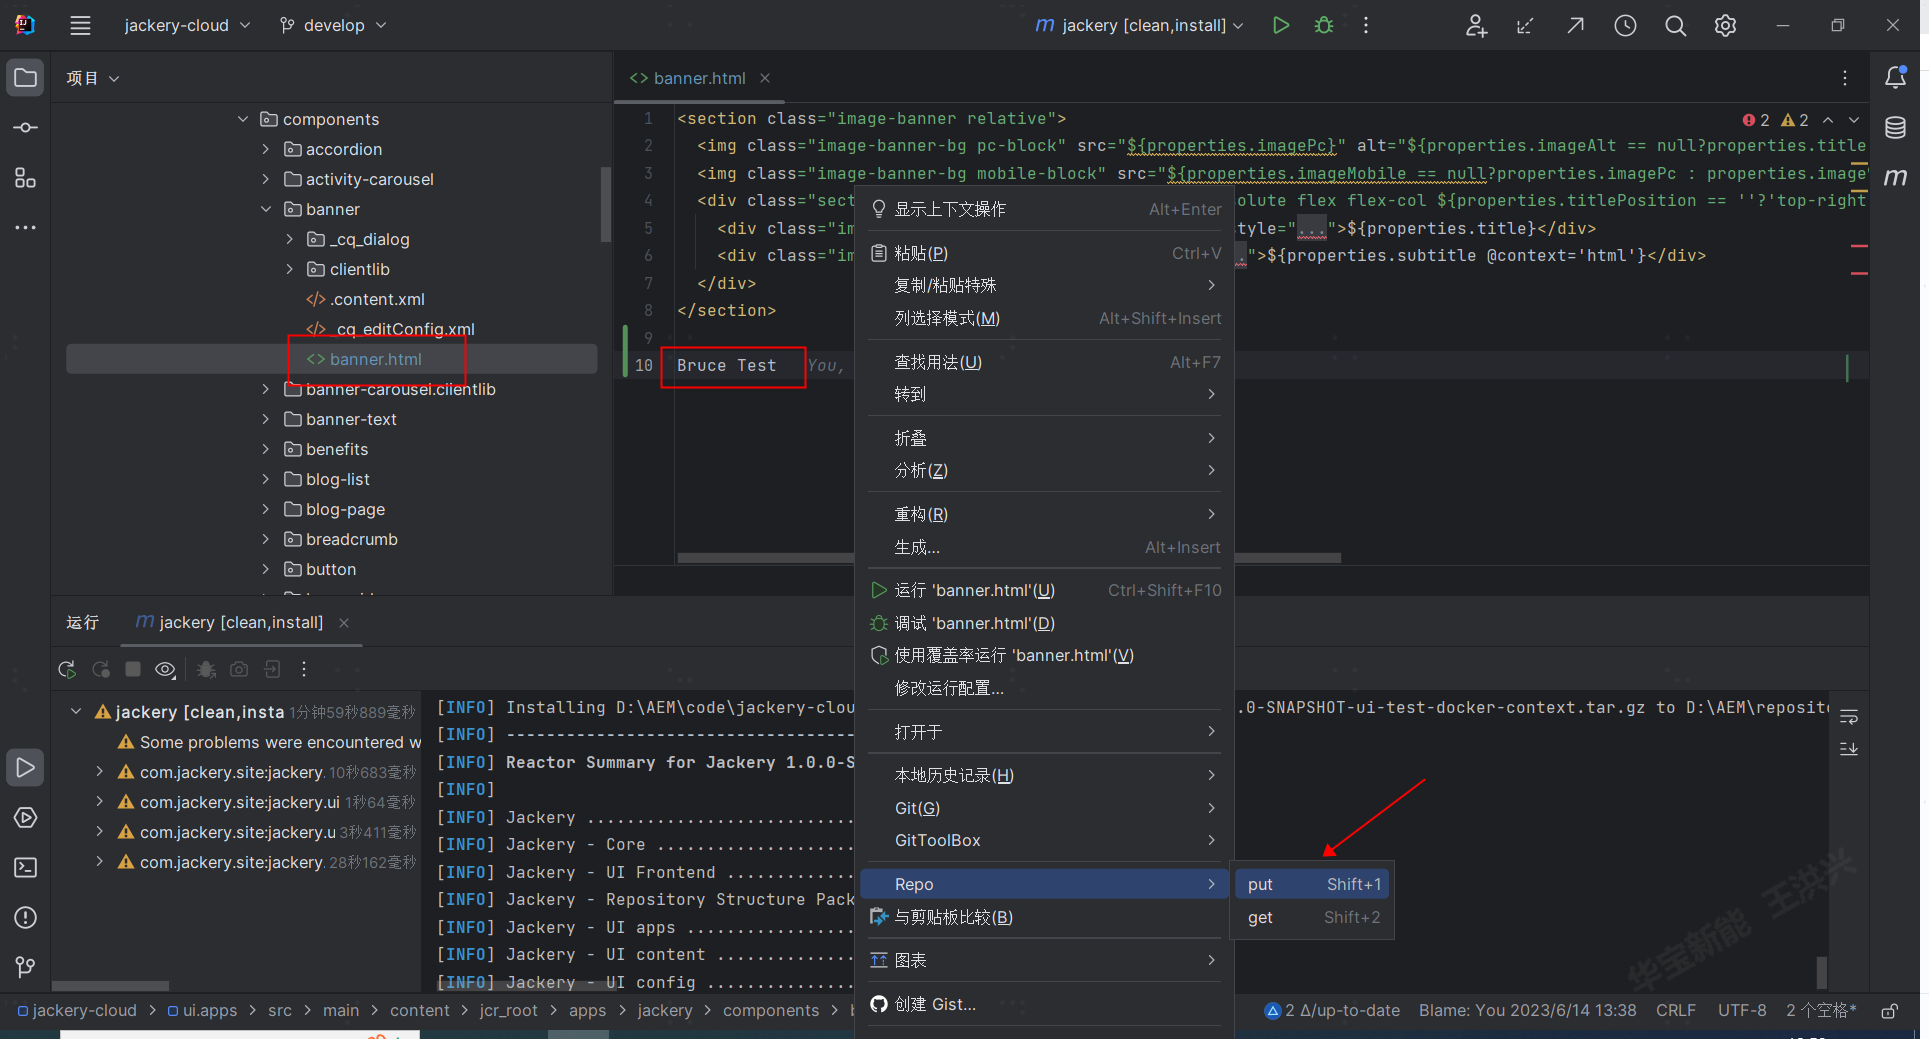 jackery-cloud
develop
jackery [clean,install]
项目
banner.html
components
accordion
activity-carousel
banner
_cq_dialog
clientlib
.content.xml
_cq_editConfig.xml
banner.html
banner-carousel.clientlib
banner-text
benefits
blog-list
blog-page
breadcrumb
button
2 2
1 <section class="image-banner relative">
2 <img class="image-banner-bg pc-block" src="${properties.imagePc}" alt="${properties.imageAlt == null?properties.title
3 <img class="image-banner-bg mobile-block" src="${properties.imageMobile == null?properties.imagePc : properties.image
4 <div class="sect olute flex flex-col ${properties.titlePosition == ''?'top-right
5 <div class="im style="...">${properties.title}</div>
6 <div class="im .">${properties.subtitle @context='html'}</div>
7 </div>
8 </section>
9
10 Bruce Test You,
显示上下文操作 Alt+Enter
粘贴(P) Ctrl+V
复制/粘贴特殊
列选择模式(M) Alt+Shift+Insert
查找用法(U) Alt+F7
转到
折叠
分析(Z)
重构(R)
生成... Alt+Insert
运行 'banner.html'(U) Ctrl+Shift+F10
调试 'banner.html'(D)
使用覆盖率运行 'banner.html'(V)
修改运行配置...
打开于
本地历史记录(H)
Git(G)
GitToolBox
Repo
与剪贴板比较(B)
图表
创建 Gist...
put Shift+1
get Shift+2
运行 jackery [clean,install]
jackery [clean,insta 1分钟59秒889毫秒
Some problems were encountered w
com.jackery.site:jackery. 10秒683毫秒
com.jackery.site:jackery.ui 1秒64毫秒
com.jackery.site:jackery.u 3秒411毫秒
com.jackery.site:jackery. 28秒162毫秒
[INFO] Installing D:\AEM\code\jackery-clou .0-SNAPSHOT-ui-test-docker-context.tar.gz to D:\AEM\reposito
[INFO] -----------------------------------
[INFO] Reactor Summary for Jackery 1.0.0-S
[INFO]
[INFO] Jackery ...........................
[INFO] Jackery - Core ....................
[INFO] Jackery - UI Frontend .............
[INFO] Jackery - Repository Structure Pack
[INFO] Jackery - UI apps .................
[INFO] Jackery - UI content ..............
[INFO] Jackery - UI config ...............
华宝新能 王洪兴
jackery-cloud > ui.apps > src > main > content > jcr_root > apps > jackery > components > b
2 Δ/up-to-date Blame: You 2023/6/14 13:38 CRLF UTF-8 2 个空格*